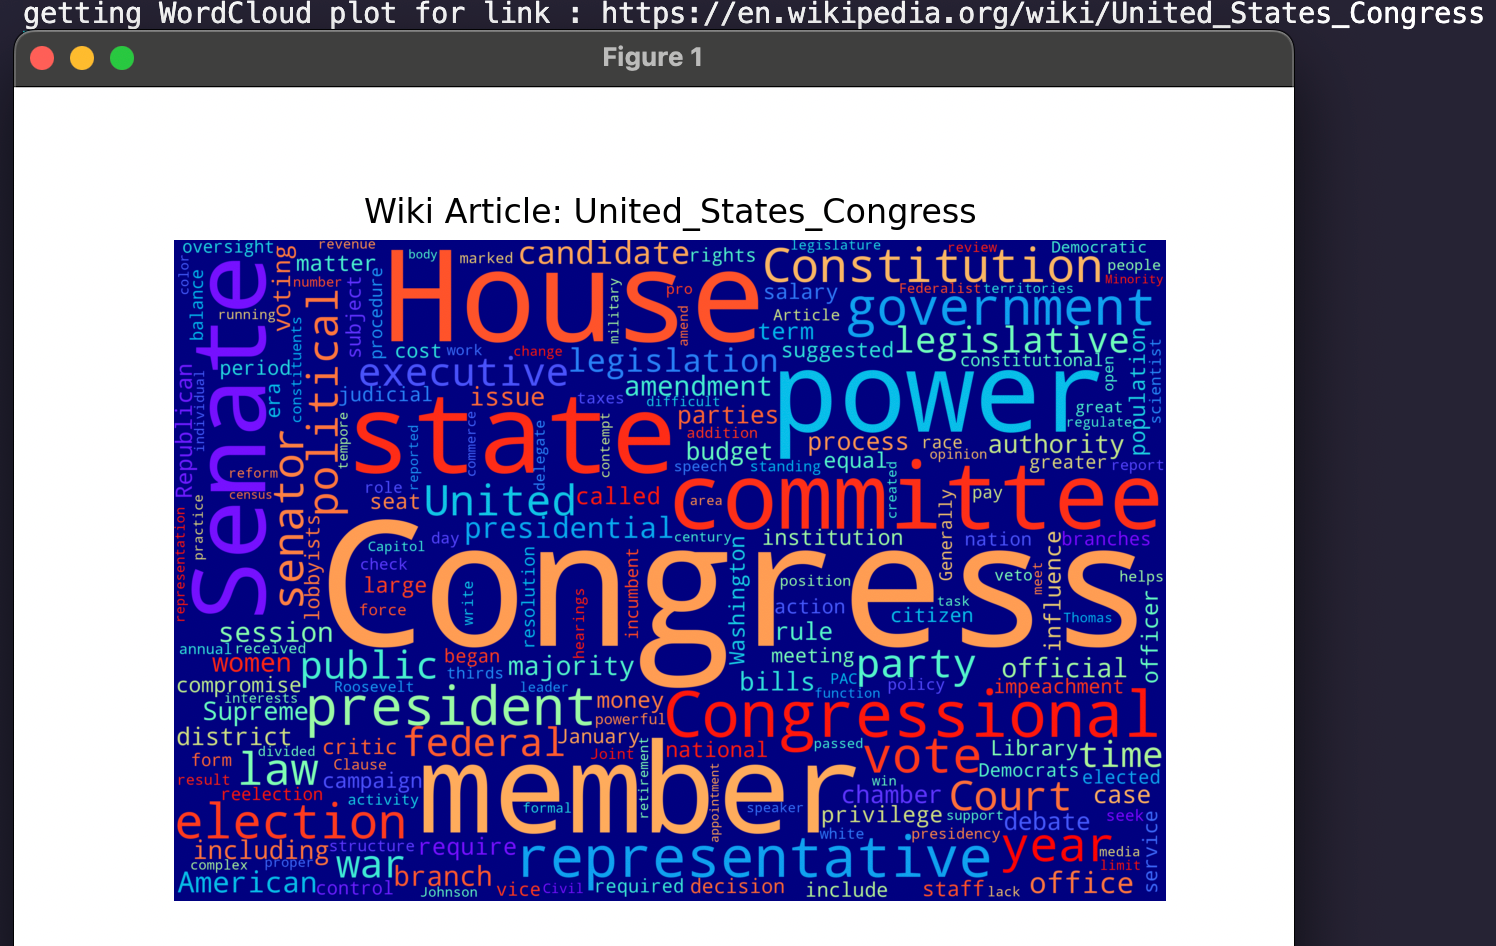 getting WordCloud plot for link : https://en.wikipedia.org/wiki/United_States_Congress
Figure 1
Wiki Article: United_States_Congress
oversight
revenue
body
marked
candidate
rights
legislature
review
Democratic
color
voting
matter
House
Constitution
people
balance
number
subject
procedure
military
pro
salary
Federalist
territories
Minority
running
Senate
political
amend
Article
government
term
constituents
cost
work
change
legislation
suggested
legislative
population
scientist
period
executive
constitutional
open
Republican
individual
era
judicial
issue
taxes
amendment
difficult
power
great
regulate
tempore
state
commerce
delegate
contempt
parties
addition
process
race
opinion
authority
reported
budget
equal
greater
report
reform
senator
speech
standing
committee
created
census
role
seat
United
called
area
pay
practice
representation
lobbyists
presidential
century
institution
Generally
nation
branches
influence
Capitol
day
Congress
Washington
check
resolution
incumbent
position
veto
meet
helps
large
write
hearings
action
task
citizen
Thomas
force
officer
session
rule
annual
received
women
public
began
thirds
majority
meeting
party
official
compromise
Roosevelt
leader
bills
PAC
function
policy
impeachment
interests
Supreme
president
money
powerful
Congressional
district
divided
critic
federal
January
Joint
national
passed
vote
Library
time
form
Clause
retirement
Democrats
elected
result
law
campaign
member
appointment
win
reelection
activity
formal
speaker
chamber
Court
case
election
privilege
support
debate
seek
service
including
structure
require
white
presidency
year
media
complex
proper
war
representative
limit
American
control
branch
Johnson
vice
Civil
required
decision
include
staff
lack
office